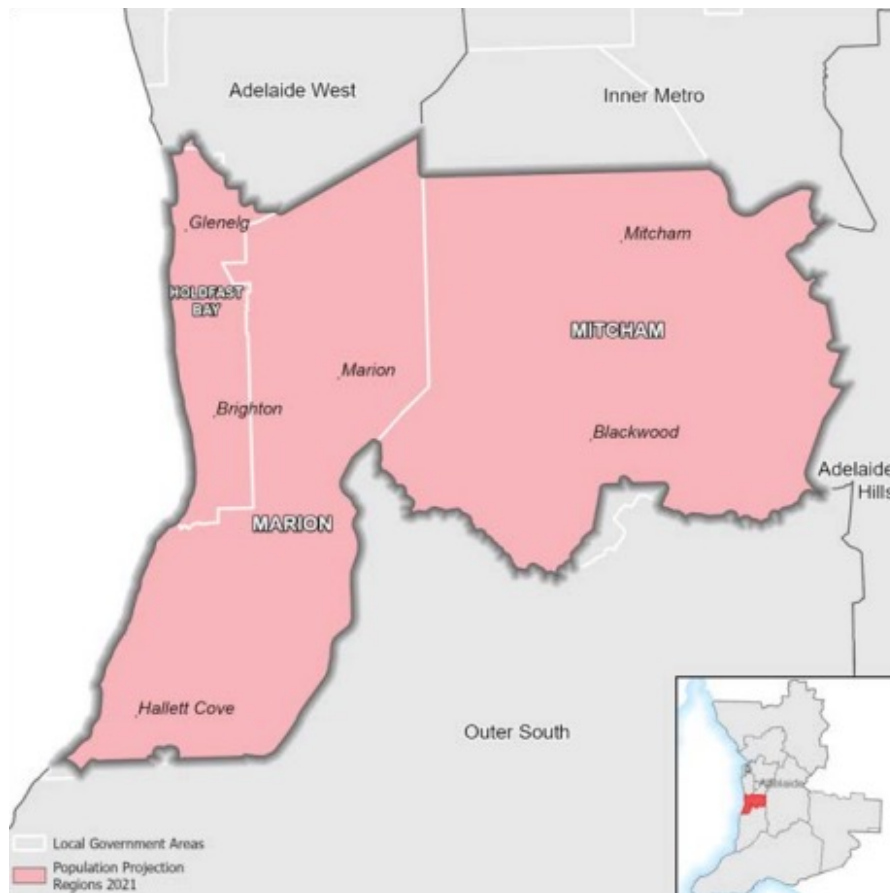 Adelaide West
Inner Metro
Glenelg
Mitcham
HOLDFAST
BAY
MITCHAM
Marion
Brighton
Blackwood
Adelaide
Hills
MARION
Hallett Cove
Outer South
Adelaide
Local Government Areas
Population Projection
Regions 2021